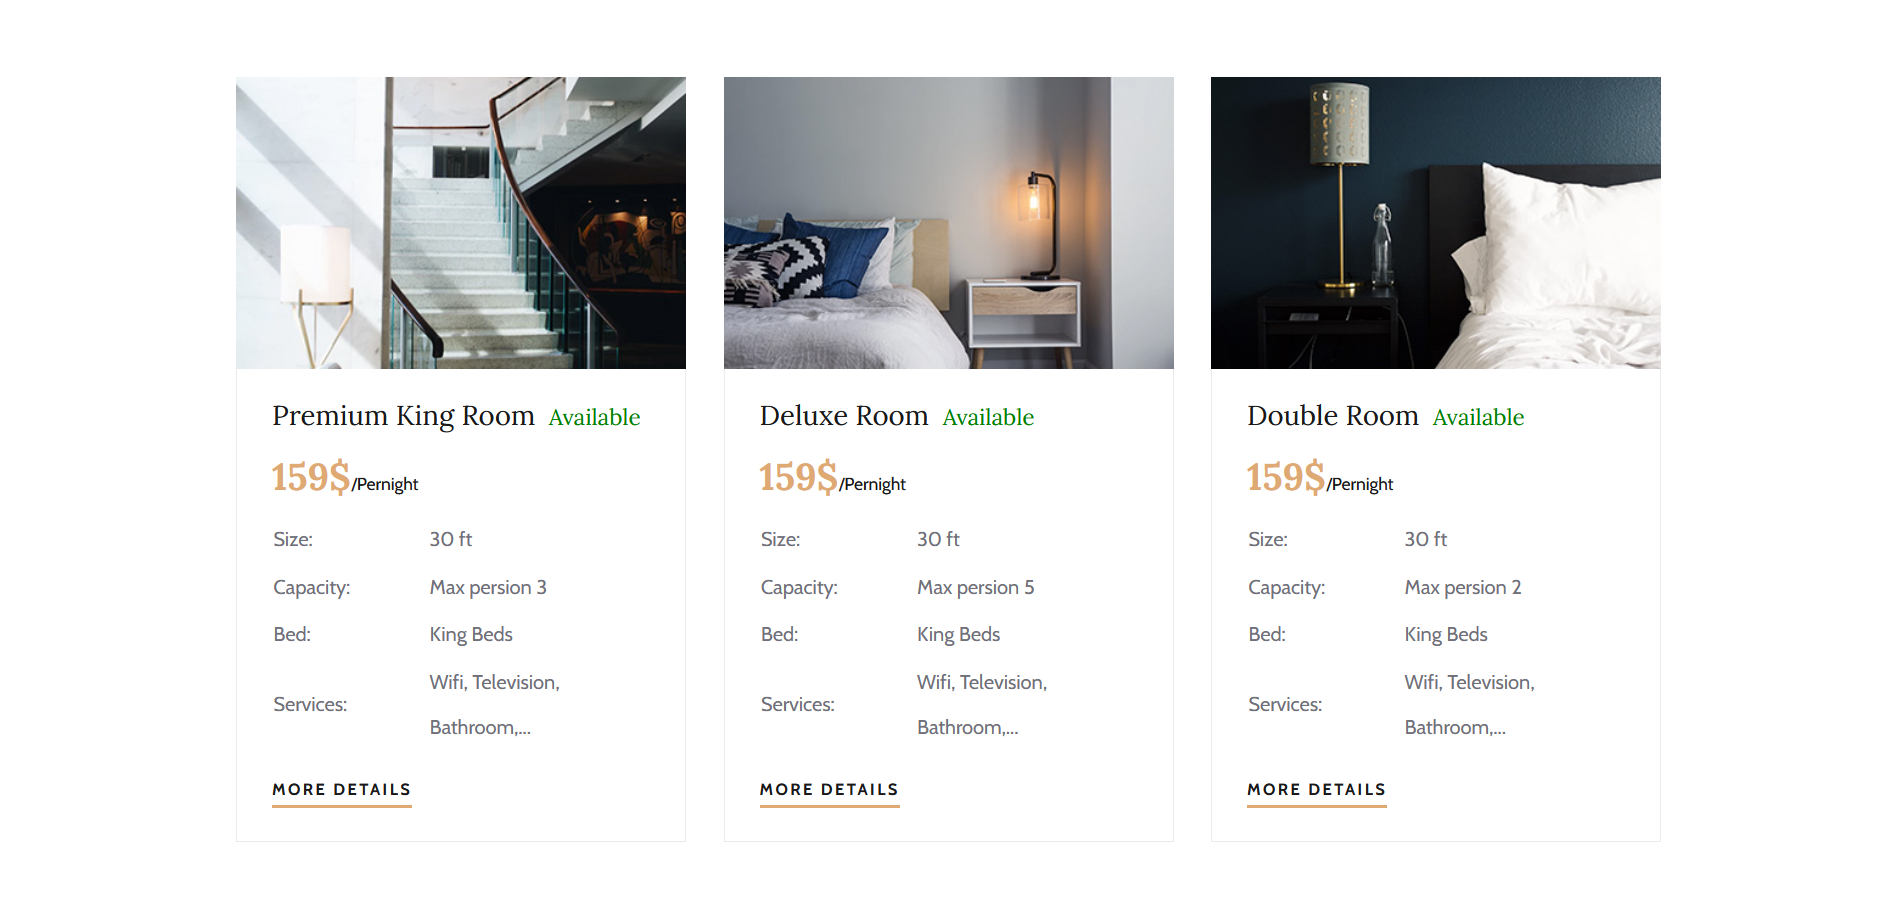 Premium King Room Available
159$/Pernight
Size: 30 ft
Capacity: Max persion 3
Bed: King Beds
Services: Wifi, Television,
Bathroom,...
MORE DETAILS
Deluxe Room Available
159$/Pernight
Size: 30 ft
Capacity: Max persion 5
Bed: King Beds
Services: Wifi, Television,
Bathroom,...
MORE DETAILS
Double Room Available
159$/Pernight
Size: 30 ft
Capacity: Max persion 2
Bed: King Beds
Services: Wifi, Television,
Bathroom,...
MORE DETAILS